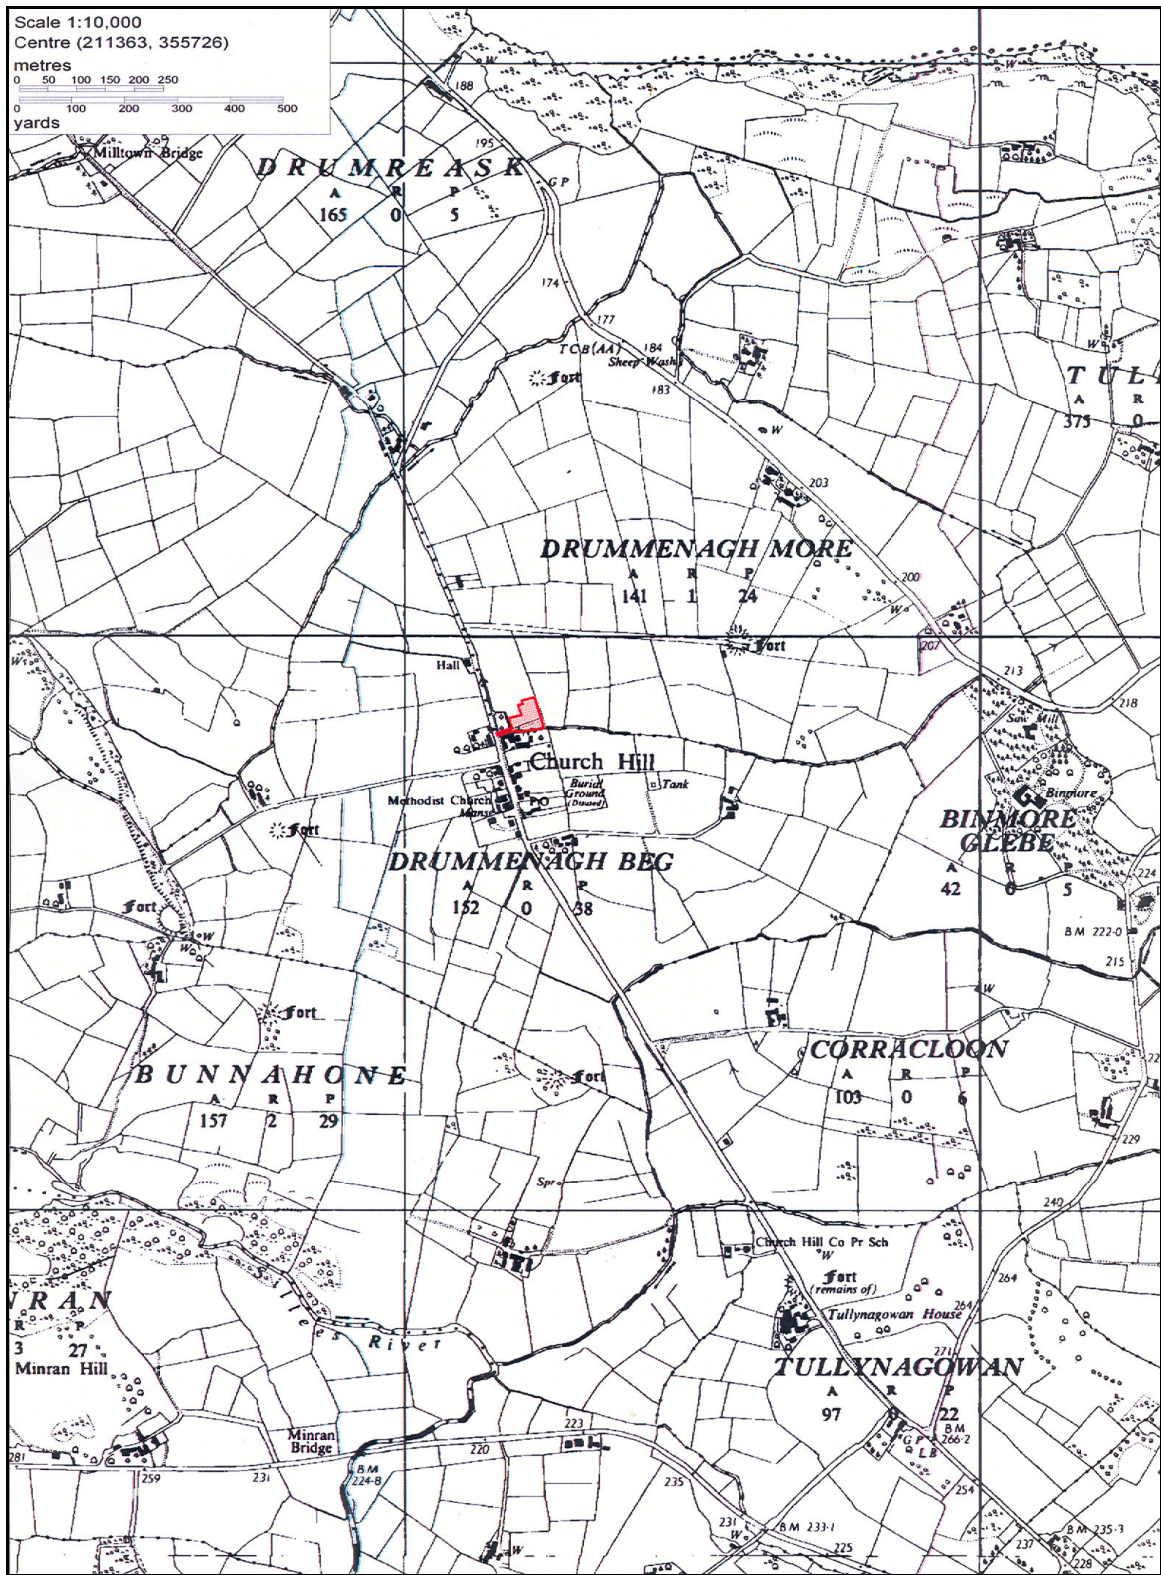 Scale 1:10,000
Centre (211363, 355726)
metres
0 50 100 150 200 250
0 100 200 300 400 500
yards
W
188
Milltown Bridge
195
DRUMREASK
A R P
165 0 5
G P
174
177
T C B (AA)
184
Sheep Wash
183
Fort
W
TUL
A R
375 0
W
203
DRUMMENAGH MORE
A R P
141 1 24
200
W
207
Fort
213
218
W
Hall
Saw Mill
Church Hill
Burial
Ground
(Disused)
Tank
Methodist Church
Manse
P O
Binmore
BINMORE
GLEBE
A R P
42 0 5
224
Fort
DRUMMENAGH BEG
A R P
152 0 38
Fort
W
W
BM 222·0
215
W
Fort
CORRACLOON
A R P
103 0 6
BUNNAHONE
A R P
157 2 29
Fort
229
Spr
240
Church Hill Co Pr Sch
W
Fort
(remains of)
264
264
Tullynagowan House
271
Sillees River
RAN
R P
3 27
Minran Hill
TULLYNAGOWAN
A R P
97 0 22
BM
266·2
G P
L B
Minran
Bridge
223
220
281
259
231
BM
224·8
235
254
231
W
BM 233·1
BM 235·3
237
228
225
W